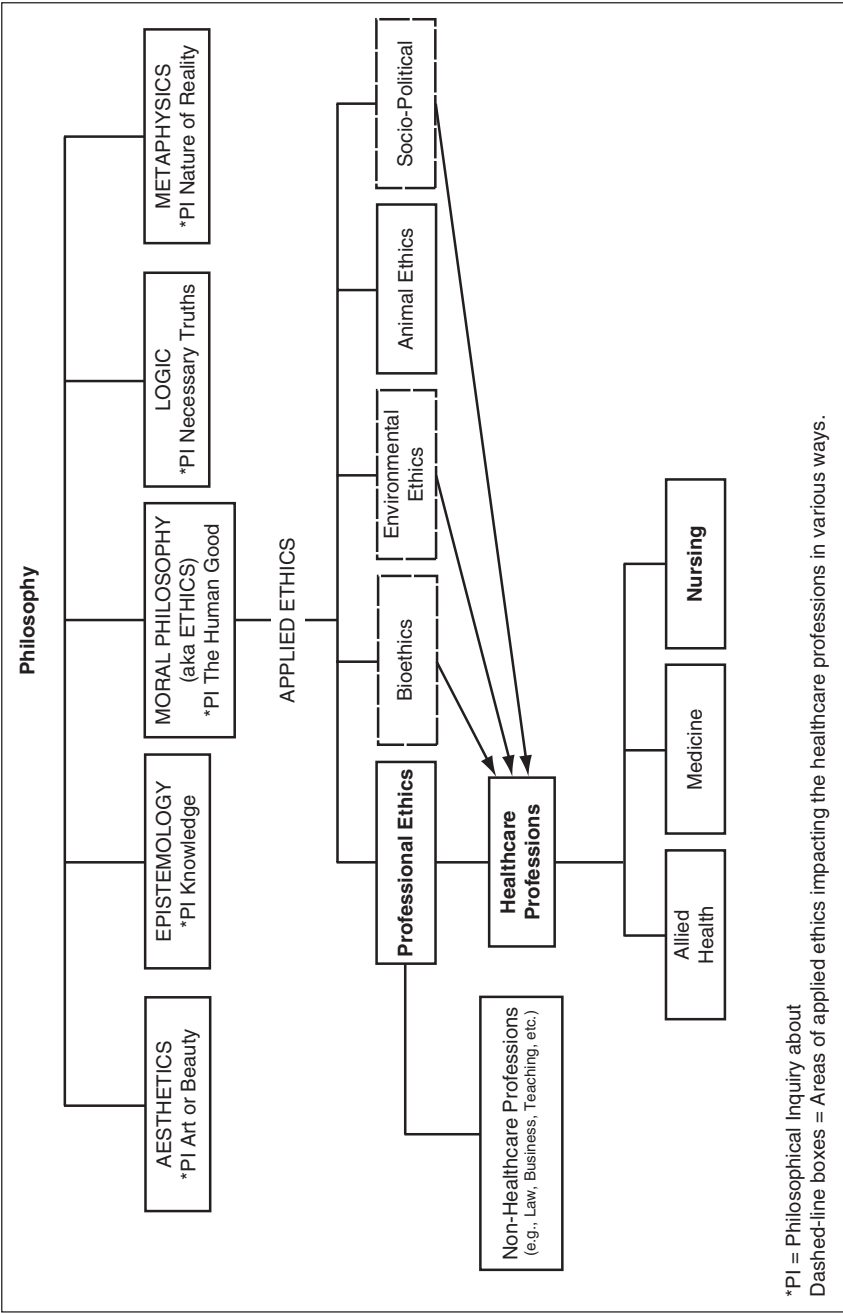 Philosophy
AESTHETICS
*PI Art or Beauty
EPISTEMOLOGY
*PI Knowledge
MORAL PHILOSOPHY
(aka ETHICS)
*PI The Human Good
LOGIC
*PI Necessary Truths
METAPHYSICS
*PI Nature of Reality
APPLIED ETHICS
Professional Ethics
Bioethics
Environmental
Ethics
Animal Ethics
Socio-Political
Non-Healthcare Professions
(e.g., Law, Business, Teaching, etc.)
Healthcare
Professions
Allied
Health
Medicine
Nursing
*PI = Philosophical Inquiry about
Dashed-line boxes = Areas of applied ethics impacting the healthcare professions in various ways.